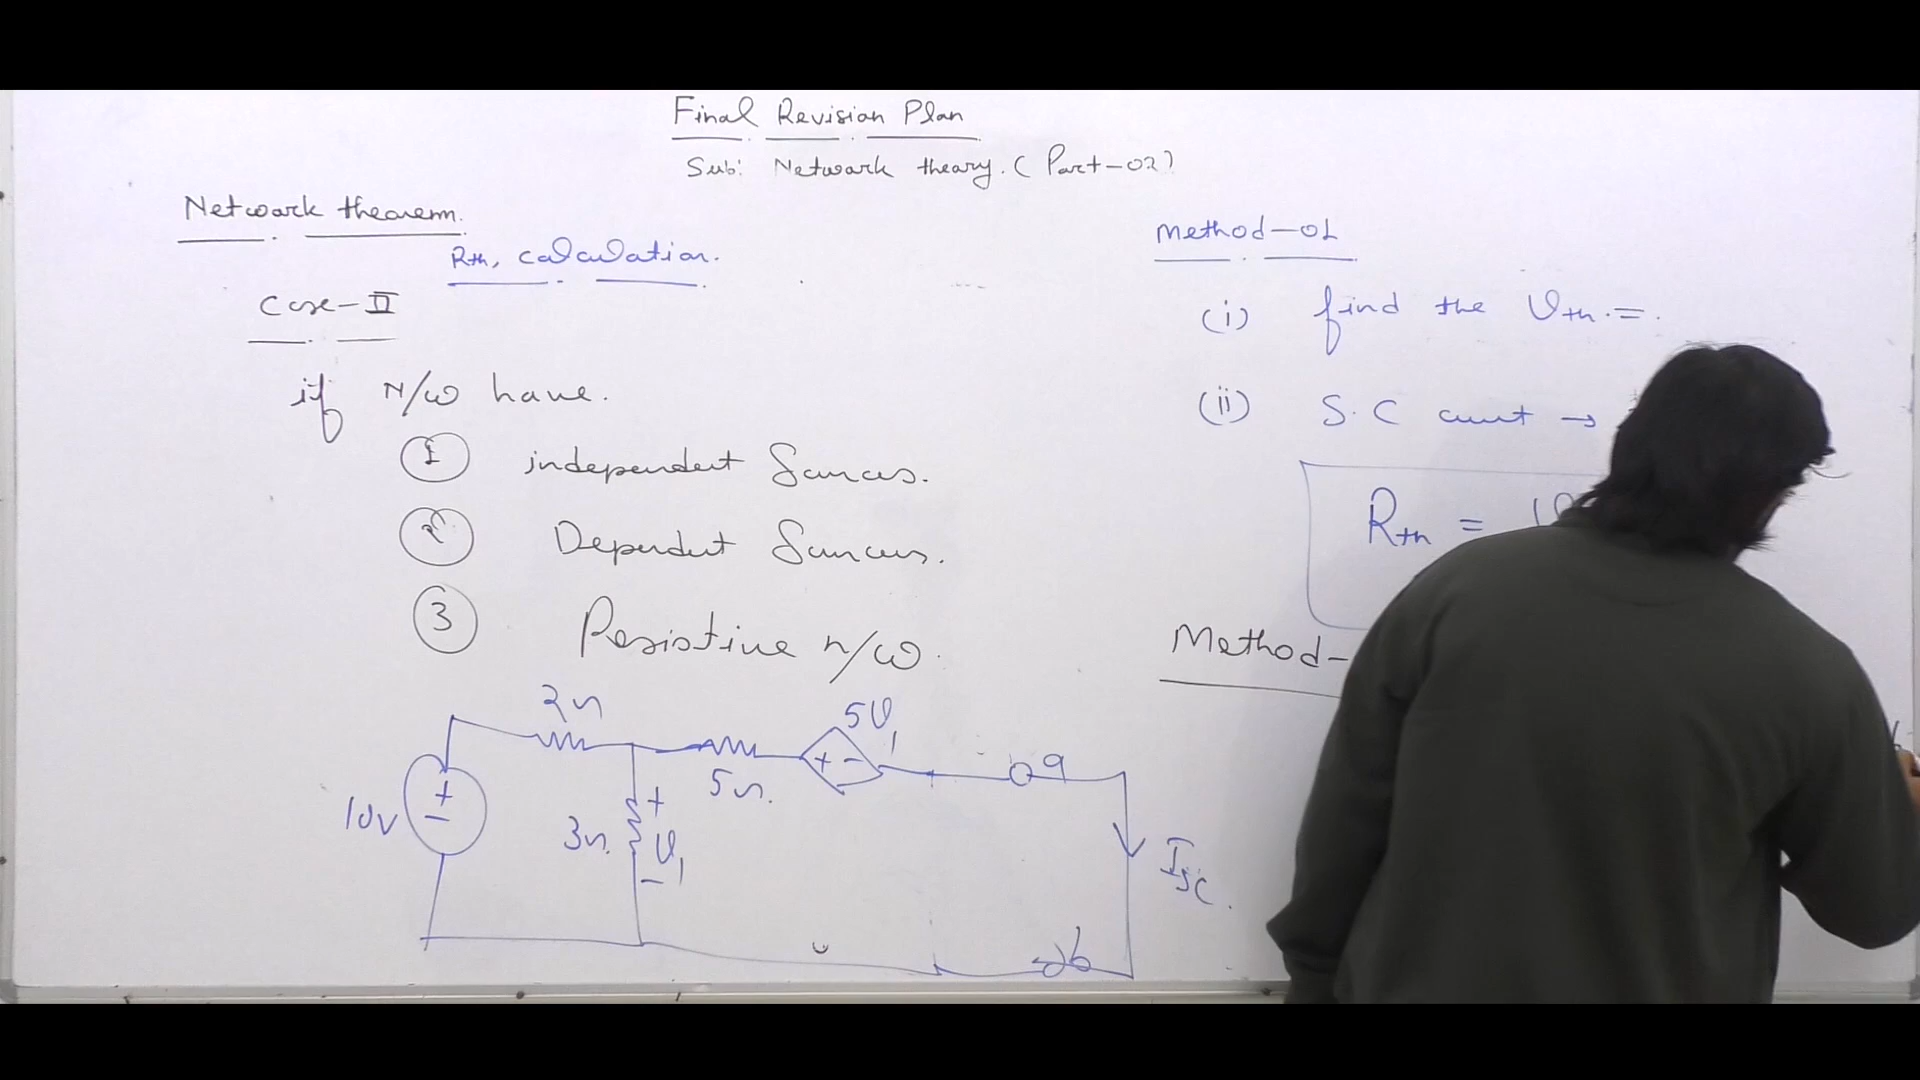 Final Revision Plan
Sub: Network theory. (Part-02)
Network theorem.
Rth, calculation.
Case-II
if N/W have.
1 independent Sources.
2 Dependent Sources.
3 Resistive n/w.
2Ω
5Ω.
5V1
+ -
a
10V
+
-
3Ω.
+
V1
-
Isc.
b
Method-01
(i) find the Vth.=.
(ii) S.C currt →
Rth =
Method-